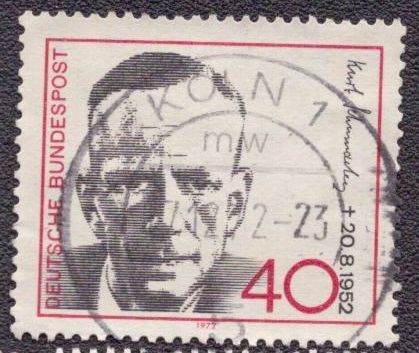 DEUTSCHE BUNDESPOST
KÖLN 1
mw
2-23
Kurt Schumacher
† 20.8.1952
40
1972